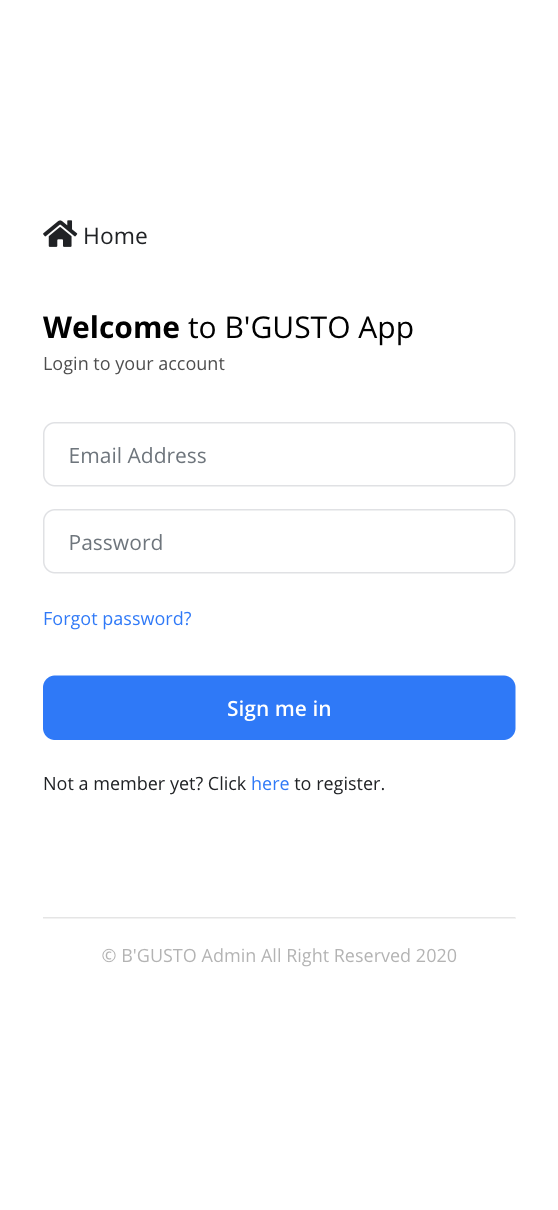 Home
Welcome to B'GUSTO App
Login to your account
Email Address
Password
Forgot password?
Sign me in
Not a member yet? Click here to register.
© B'GUSTO Admin All Right Reserved 2020